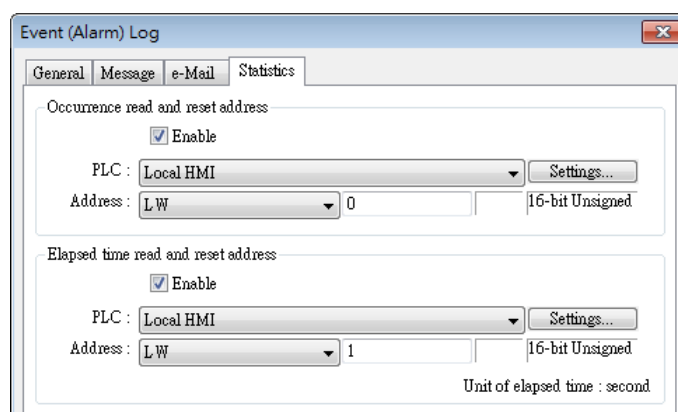 Event (Alarm) Log
General Message e-Mail Statistics
Occurrence read and reset address
Enable
PLC : Local HMI Settings...
Address : LW 0 16-bit Unsigned
Elapsed time read and reset address
Enable
PLC : Local HMI Settings...
Address : LW 1 16-bit Unsigned
Unit of elapsed time : second